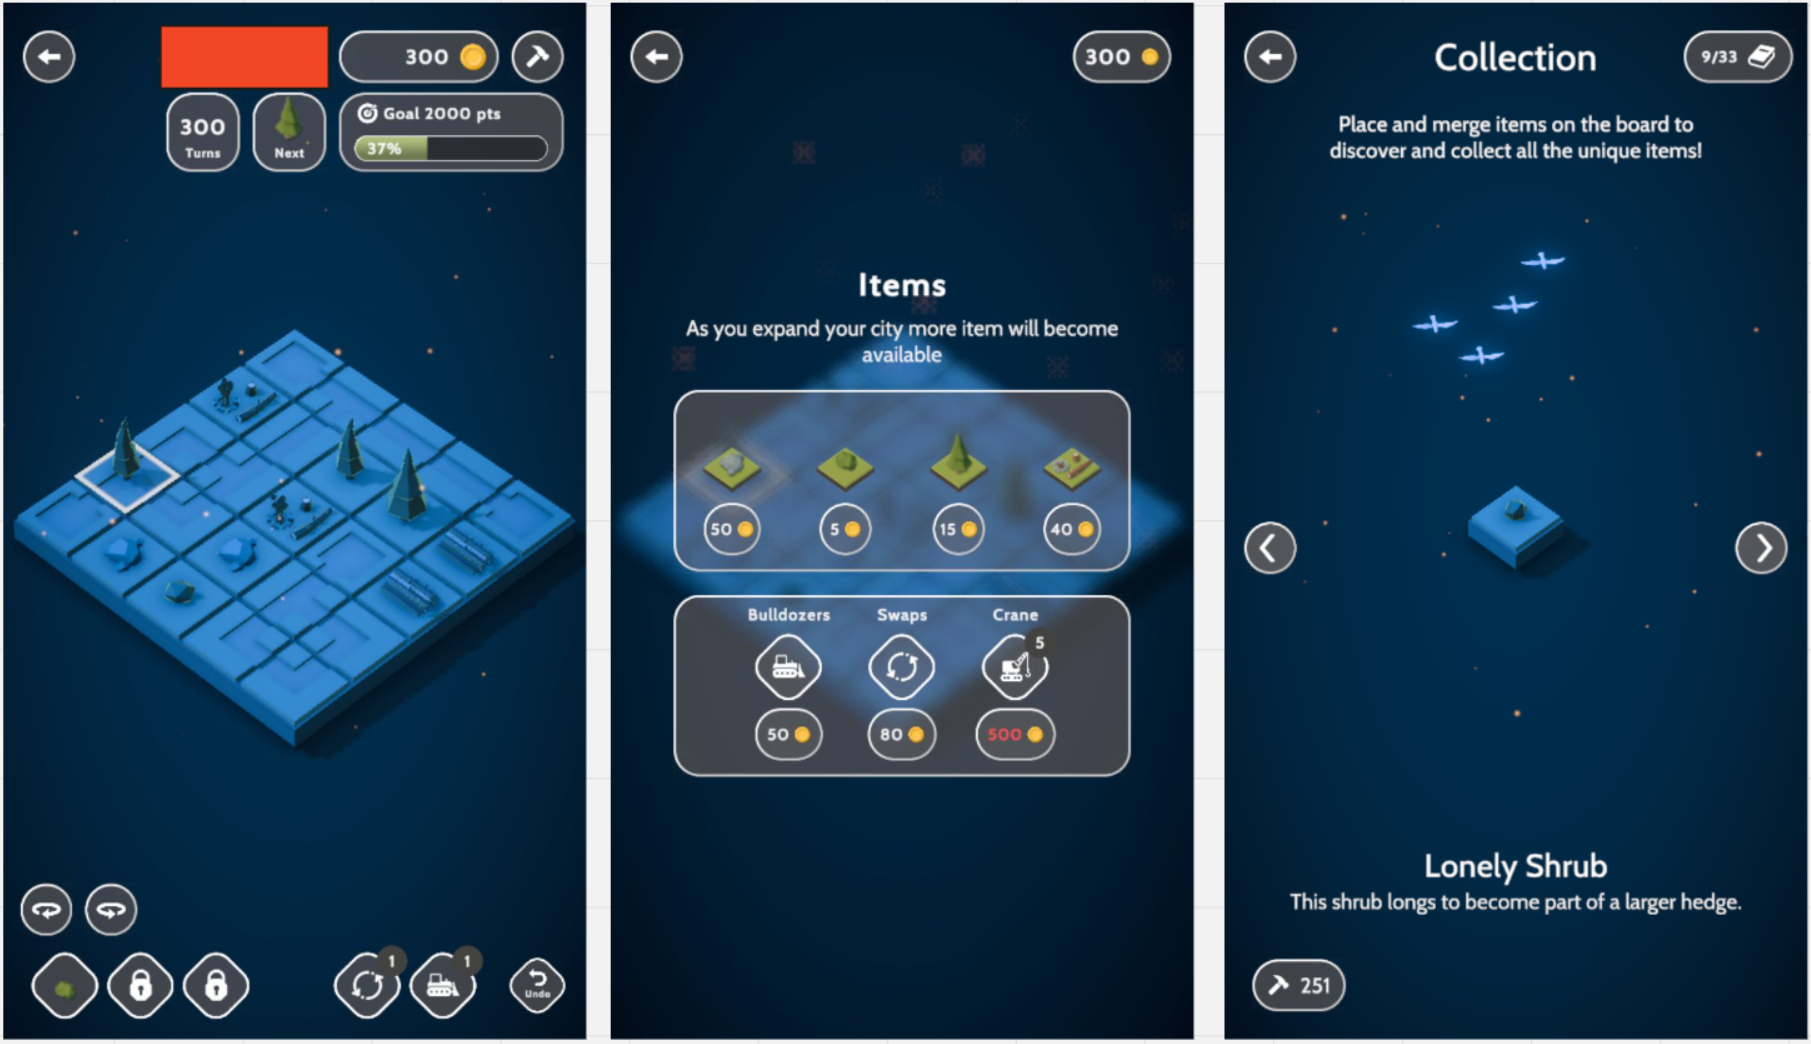 300
300
Turns
Next
Goal 2000 pts
37%
1
1
Undo
300
Items
As you expand your city more item will become
available
50
5
15
40
Bulldozers
Swaps
Crane
5
50
80
500
Collection
9/33
Place and merge items on the board to
discover and collect all the unique items!
Lonely Shrub
This shrub longs to become part of a larger hedge.
251